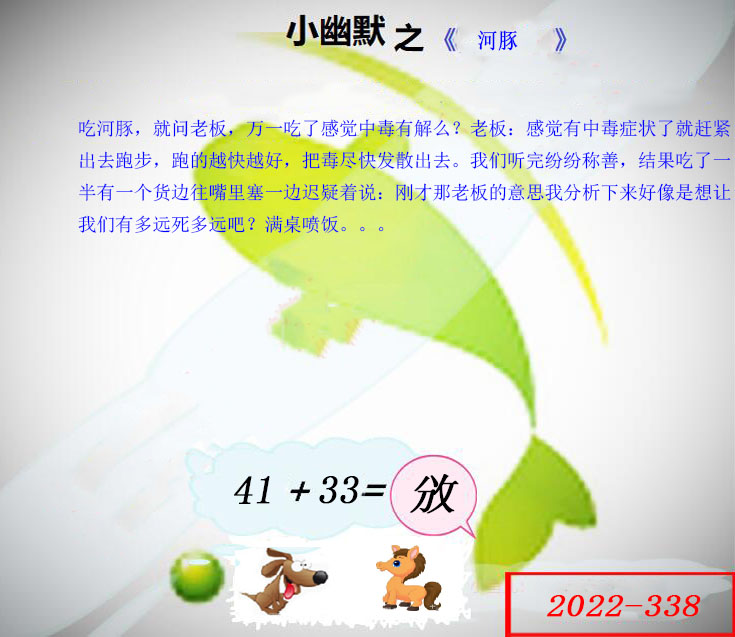 小幽默之《 河豚 》
吃河豚，就问老板，万一吃了感觉中毒有解么？老板：感觉有中毒症状了就赶紧
出去跑步，跑的越快越好，把毒尽快发散出去。我们听完纷纷称善，结果吃了一
半有一个货边往嘴里塞一边迟疑着说：刚才那老板的意思我分析下来好像是想让
我们有多远死多远吧？满桌喷饭。。。
41＋33=攽
2022-338